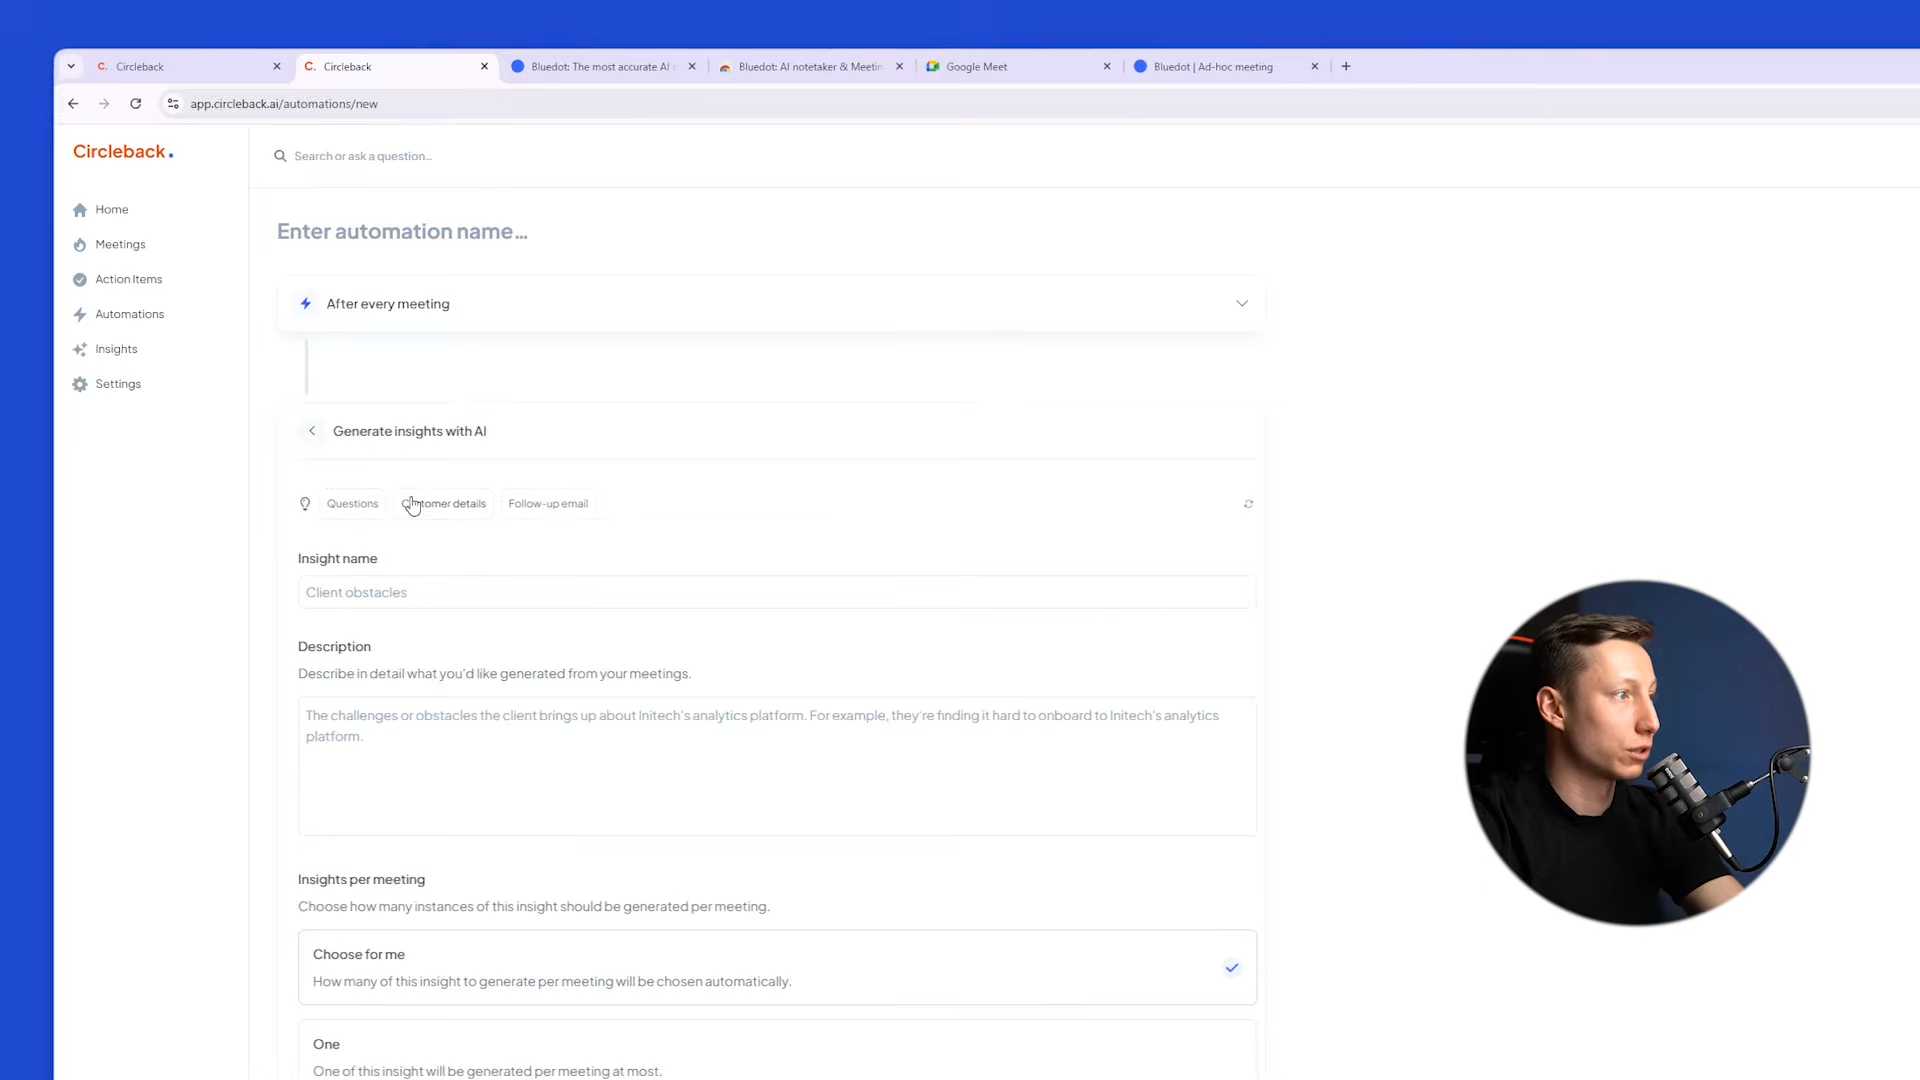 C. Circleback
C. Circleback
Bluedot: The most accurate AI
Bluedot: AI notetaker & Meetin
Google Meet
Bluedot | Ad-hoc meeting
app.circleback.ai/automations/new
Circleback.
Search or ask a question...
Home
Meetings
Action Items
Automations
Insights
Settings
Enter automation name...
After every meeting
Generate insights with AI
Questions
details
Follow-up email
Insight name
Client obstacles
Description
Describe in detail what you'd like generated from your meetings.
The challenges or obstacles the client brings up about Initech's analytics platform. For example, they're finding it hard to onboard to Initech's analytics
platform.
Insights per meeting
Choose how many instances of this insight should be generated per meeting.
Choose for me
How many of this insight to generate per meeting will be chosen automatically.
One
One of this insight will be generated per meeting at most.